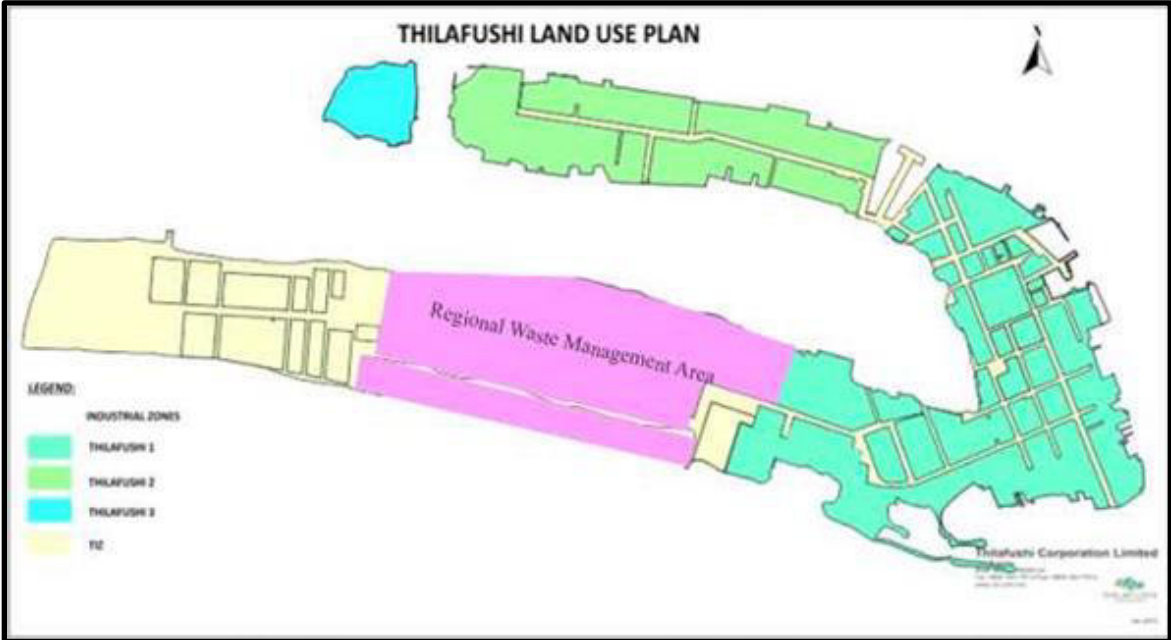 THILAFUSHI LAND USE PLAN
Regional Waste Management Area
LEGEND:
INDUSTRIAL ZONES
THILAFUSHI 1
THILAFUSHI 2
THILAFUSHI 3
TIZ
Thilafushi Corporation Limited